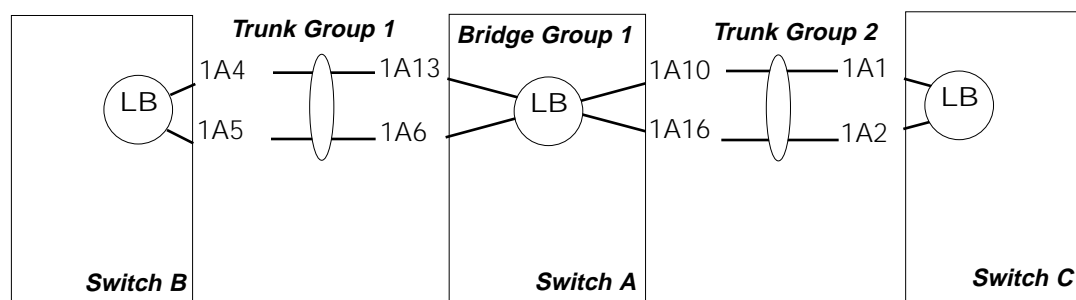 Trunk Group 1 Bridge Group 1 Trunk Group 2
1A4 1A13 1A10 1A1
LB LB LB
1A5 1A6 1A16 1A2
Switch B Switch A Switch C